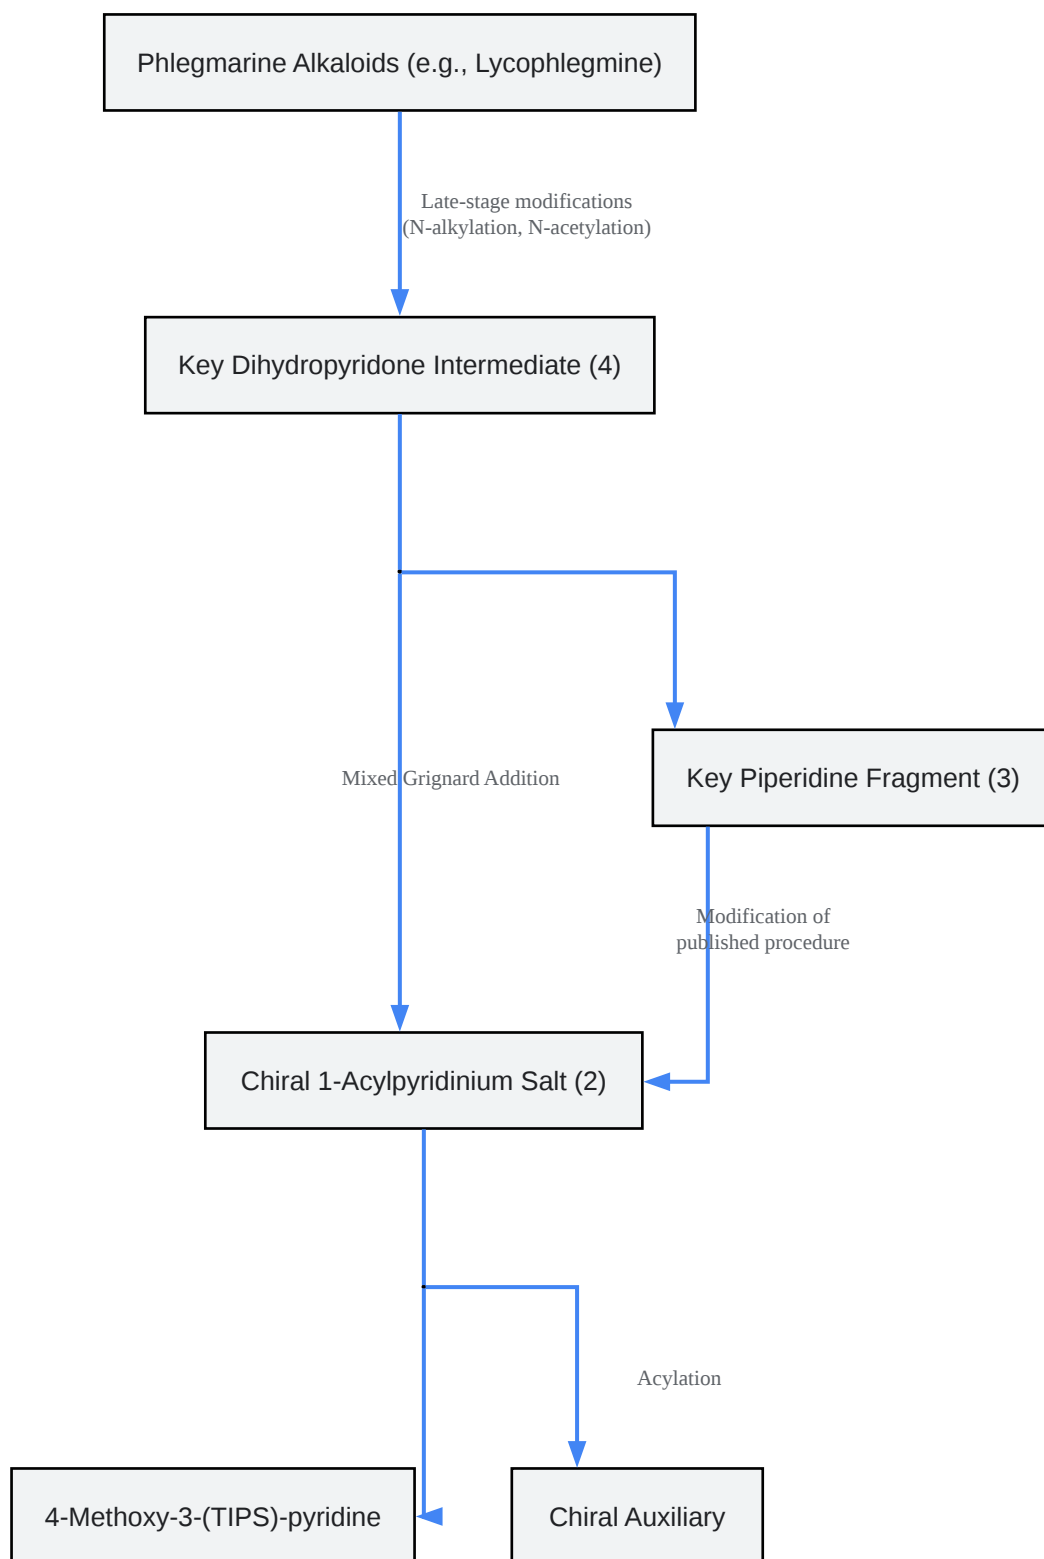 Phlegmarine Alkaloids (e.g., Lycophlegmine)
Late-stage modifications
(N-alkylation, N-acetylation)
Key Dihydropyridone Intermediate (4)
Key Piperidine Fragment (3)
Mixed Grignard Addition
Modification of
published procedure
Chiral 1-Acylpyridinium Salt (2)
Acylation
4-Methoxy-3-(TIPS)-pyridine
Chiral Auxiliary